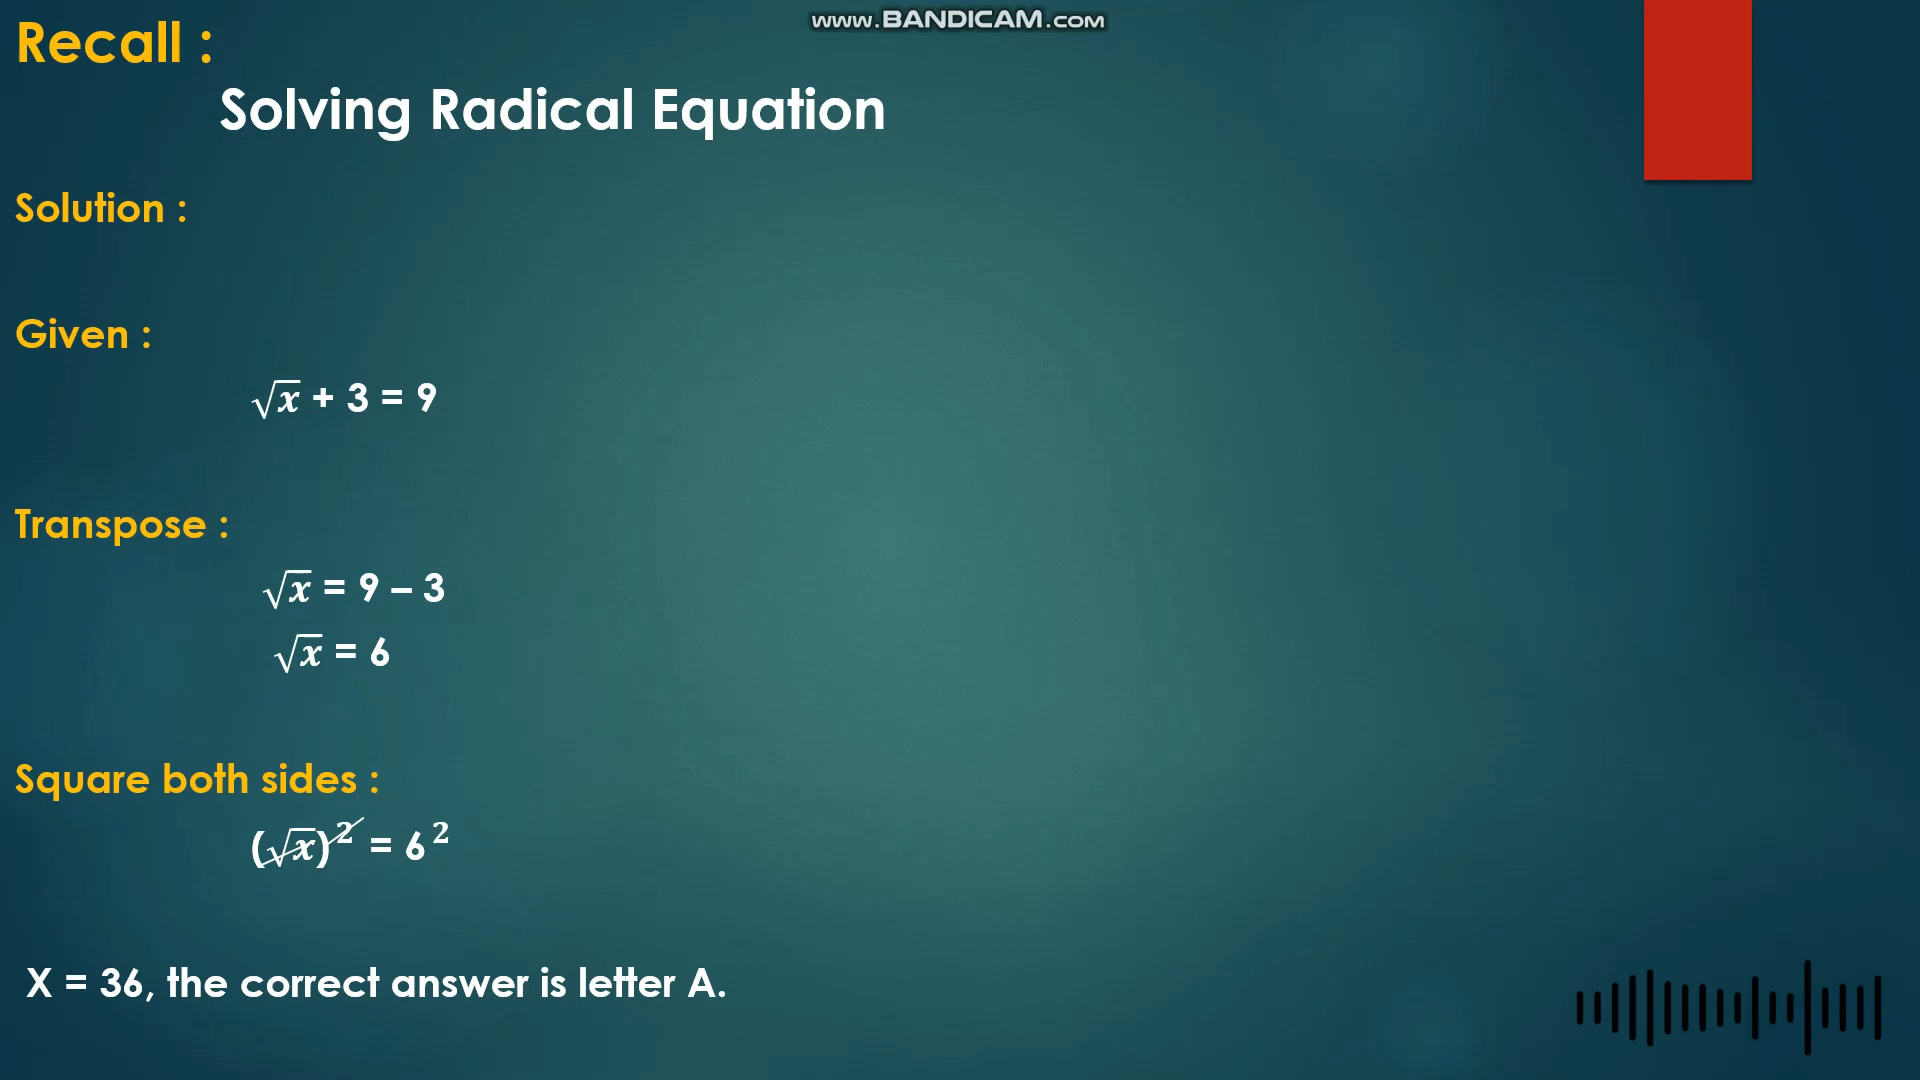 www.BANDICAM.com
Recall :
Solving Radical Equation
Solution :
Given :
√x + 3 = 9
Transpose :
√x = 9 – 3
√x = 6
Square both sides :
(√x)² = 6²
X = 36, the correct answer is letter A.